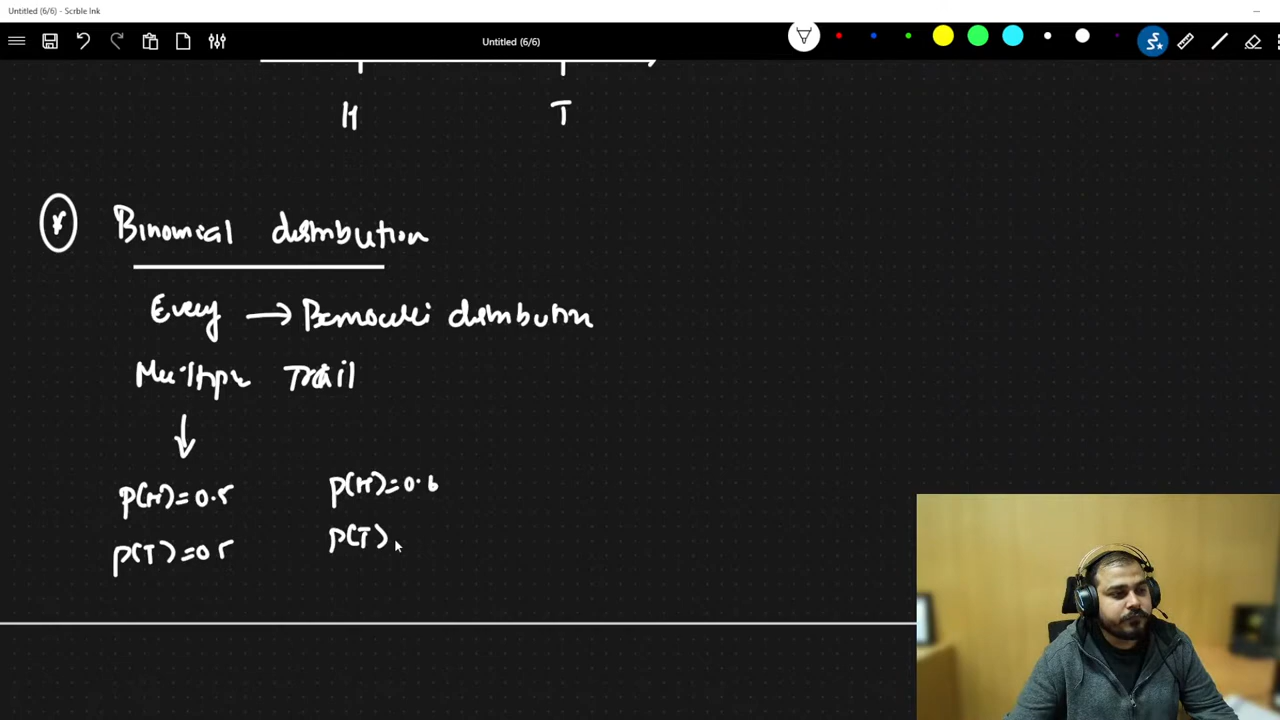 Untitled (6/6) - Scrble Ink
Untitled (6/6)
H T
Binomial distribution
Every → Bernoulli distribution
Multiple Trail
↓
P(H)=0.5 P(H)=0.6
P(T)=0.5 P(T)